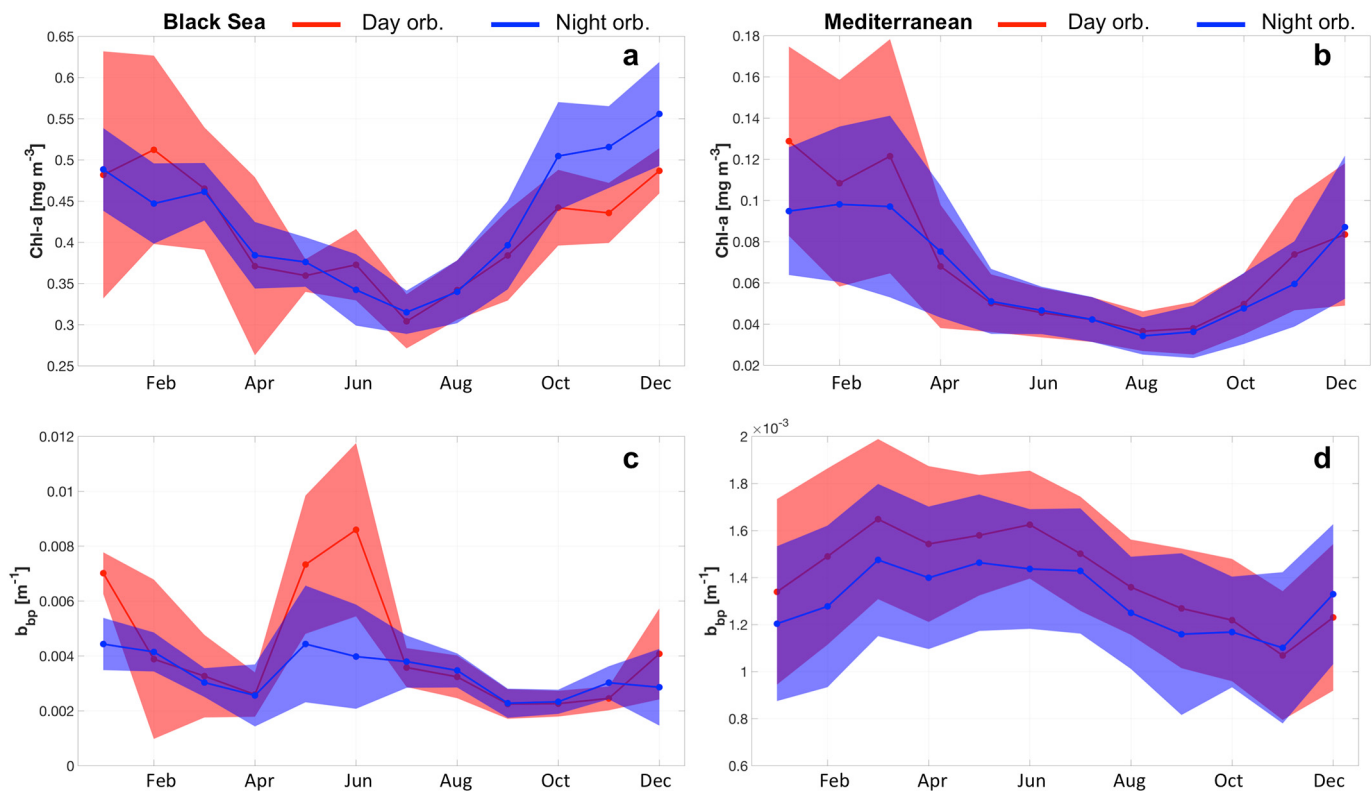 Black Sea Day orb. Night orb. Mediterranean Day orb. Night orb.
a
0.65
0.6
0.55
0.5
0.45
0.4
0.35
0.3
0.25
Chl-a [mg m⁻³]
Feb Apr Jun Aug Oct Dec
b
0.18
0.16
0.14
0.12
0.1
0.08
0.06
0.04
0.02
Chl-a [mg m⁻³]
Feb Apr Jun Aug Oct Dec
c
0.012
0.01
0.008
0.006
0.004
0.002
0
b_bp [m⁻¹]
Feb Apr Jun Aug Oct Dec
d
×10⁻³
2
1.8
1.6
1.4
1.2
1
0.8
0.6
b_bp [m⁻¹]
Feb Apr Jun Aug Oct Dec